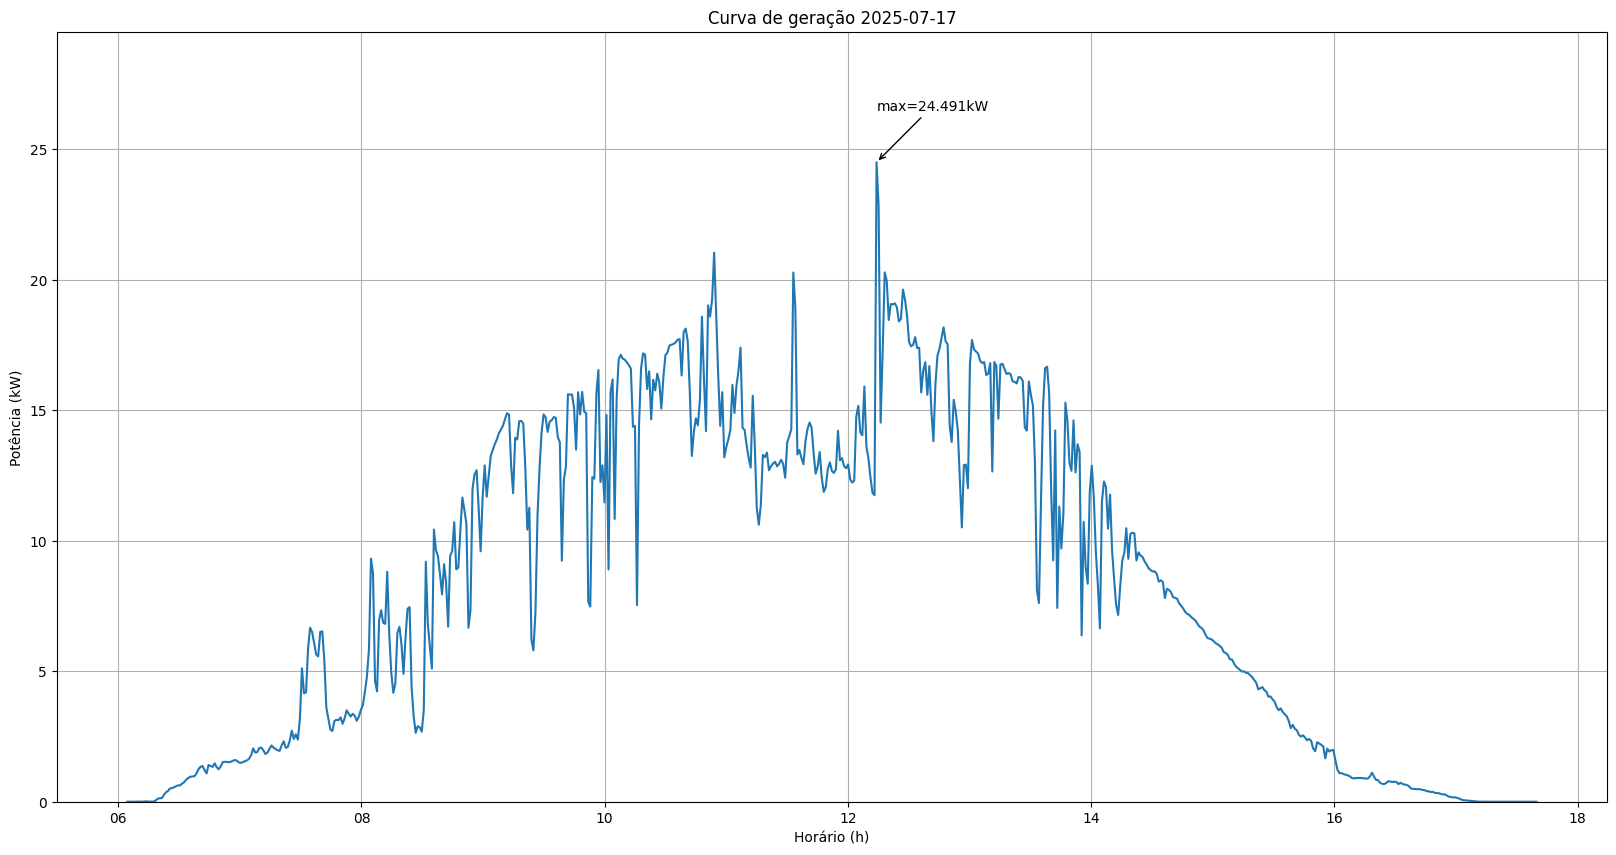 Curva de geração 2025-07-17
max=24.491kW
25
20
15
10
5
0
Potência (kW)
06 08 10 12 14 16 18
Horário (h)